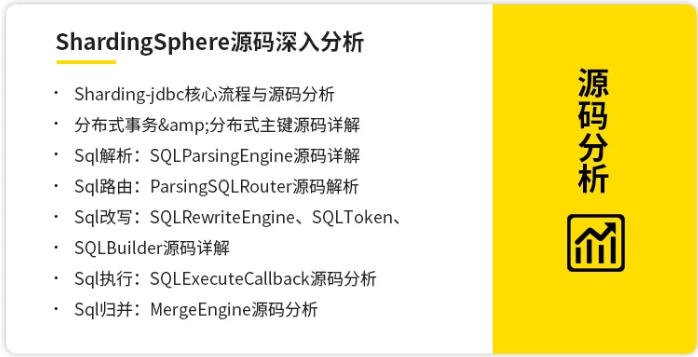 ShardingSphere源码深入分析
· Sharding-jdbc核心流程与源码分析
· 分布式事务&amp;分布式主键源码详解
· Sql解析：SQLParsingEngine源码详解
· Sql路由：ParsingSQLRouter源码解析
· Sql改写：SQLRewriteEngine、SQLToken、
· SQLBuilder源码详解
· Sql执行：SQLExecuteCallback源码分析
· Sql归并：MergeEngine源码分析
源码分析